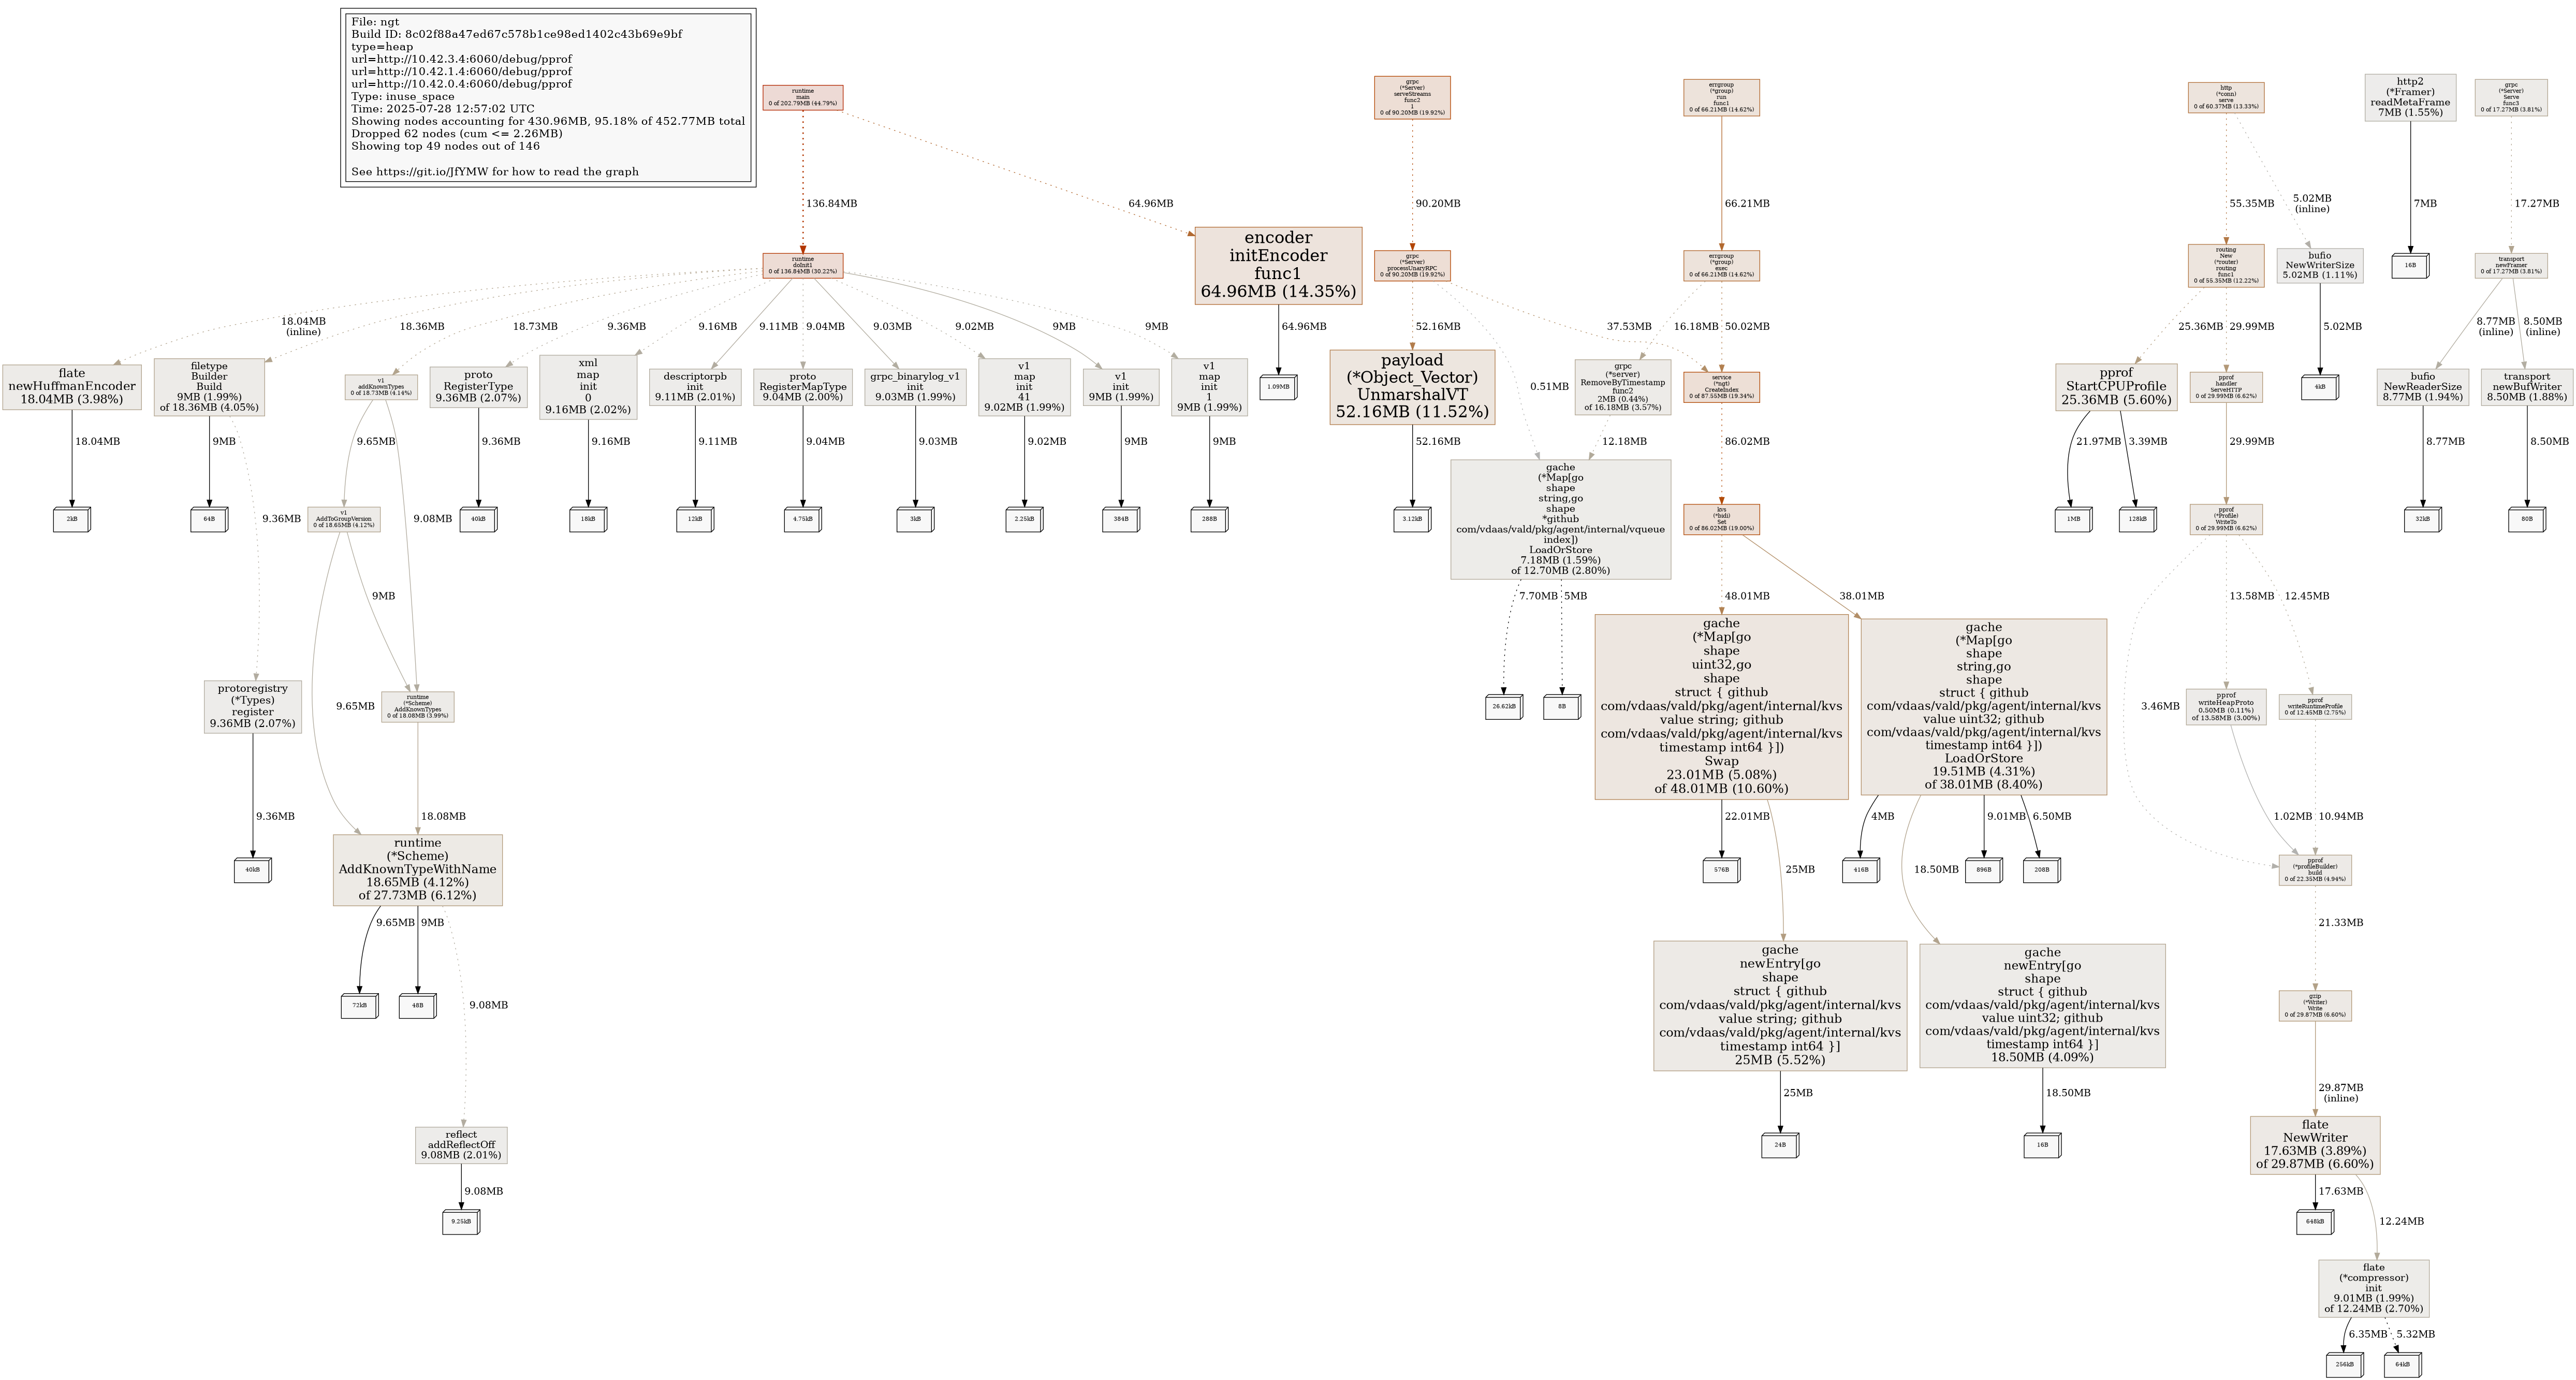 File: ngt
Build ID: 8c02f88a47ed67c578b1ce98ed1402c43b69e9bf
type=heap
url=http://10.42.3.4:6060/debug/pprof
url=http://10.42.1.4:6060/debug/pprof
url=http://10.42.0.4:6060/debug/pprof
Type: inuse_space
Time: 2025-07-28 12:57:02 UTC
Showing nodes accounting for 430.96MB, 95.18% of 452.77MB total
Dropped 62 nodes (cum <= 2.26MB)
Showing top 49 nodes out of 146
See https://git.io/JfYMW for how to read the graph
runtime
main
0 of 202.79MB (44.79%)
grpc
(*Server)
serveStreams
func2
1
0 of 90.20MB (19.92%)
errgroup
(*group)
run
func1
0 of 66.21MB (14.62%)
http
(*conn)
serve
0 of 60.37MB (13.33%)
http2
(*Framer)
readMetaFrame
7MB (1.55%)
grpc
(*Server)
Serve
func3
0 of 17.27MB (3.81%)
136.84MB
64.96MB
90.20MB
66.21MB
55.35MB
5.02MB
(inline)
7MB
17.27MB
runtime
doInit1
0 of 136.84MB (30.22%)
encoder
initEncoder
func1
64.96MB (14.35%)
grpc
(*Server)
processUnaryRPC
0 of 90.20MB (19.92%)
errgroup
(*group)
exec
0 of 66.21MB (14.62%)
routing
New
(*router)
routing
func1
0 of 55.35MB (12.22%)
bufio
NewWriterSize
5.02MB (1.11%)
16B
transport
newFramer
0 of 17.27MB (3.81%)
18.04MB
(inline)
18.36MB
18.73MB
9.36MB
9.16MB
9.11MB
9.04MB
9.03MB
9.02MB
9MB
9MB
64.96MB
52.16MB
0.51MB
37.53MB
16.18MB
50.02MB
25.36MB
29.99MB
5.02MB
8.77MB
(inline)
8.50MB
(inline)
flate
newHuffmanEncoder
18.04MB (3.98%)
filetype
Builder
Build
9MB (1.99%)
of 18.36MB (4.05%)
v1
addKnownTypes
0 of 18.73MB (4.14%)
proto
RegisterType
9.36MB (2.07%)
xml
map
init
0
9.16MB (2.02%)
descriptorpb
init
9.11MB (2.01%)
proto
RegisterMapType
9.04MB (2.00%)
grpc_binarylog_v1
init
9.03MB (1.99%)
v1
map
init
41
9.02MB (1.99%)
v1
init
9MB (1.99%)
v1
map
init
1
9MB (1.99%)
1.09MB
payload
(*Object_Vector)
UnmarshalVT
52.16MB (11.52%)
grpc
(*server)
RemoveByTimestamp
func2
2MB (0.44%)
of 16.18MB (3.57%)
service
(*ngt)
CreateIndex
0 of 87.55MB (19.34%)
pprof
StartCPUProfile
25.36MB (5.60%)
pprof
handler
ServeHTTP
0 of 29.99MB (6.62%)
4kB
bufio
NewReaderSize
8.77MB (1.94%)
transport
newBufWriter
8.50MB (1.88%)
18.04MB
9MB
9.36MB
9.65MB
9.08MB
9.36MB
9.16MB
9.11MB
9.04MB
9.03MB
9.02MB
9MB
9MB
52.16MB
12.18MB
86.02MB
21.97MB
3.39MB
29.99MB
8.77MB
8.50MB
2kB
64B
v1
AddToGroupVersion
0 of 18.65MB (4.12%)
40kB
18kB
12kB
4.75kB
3kB
2.25kB
384B
288B
3.12kB
gache
(*Map[go
shape
string,go
shape
*github
com/vdaas/vald/pkg/agent/internal/vqueue
index])
LoadOrStore
7.18MB (1.59%)
of 12.70MB (2.80%)
kvs
(*bidi)
Set
0 of 86.02MB (19.00%)
1MB
128kB
pprof
(*Profile)
WriteTo
0 of 29.99MB (6.62%)
32kB
80B
9.65MB
9MB
7.70MB
5MB
48.01MB
38.01MB
3.46MB
13.58MB
12.45MB
protoregistry
(*Types)
register
9.36MB (2.07%)
runtime
(*Scheme)
AddKnownTypes
0 of 18.08MB (3.99%)
26.62kB
8B
gache
(*Map[go
shape
uint32,go
shape
struct { github
com/vdaas/vald/pkg/agent/internal/kvs
value string; github
com/vdaas/vald/pkg/agent/internal/kvs
timestamp int64 }])
Swap
23.01MB (5.08%)
of 48.01MB (10.60%)
gache
(*Map[go
shape
string,go
shape
struct { github
com/vdaas/vald/pkg/agent/internal/kvs
value uint32; github
com/vdaas/vald/pkg/agent/internal/kvs
timestamp int64 }])
LoadOrStore
19.51MB (4.31%)
of 38.01MB (8.40%)
pprof
writeHeapProto
0.50MB (0.11%)
of 13.58MB (3.00%)
pprof
writeRuntimeProfile
0 of 12.45MB (2.75%)
9.36MB
18.08MB
22.01MB
25MB
4MB
18.50MB
9.01MB
6.50MB
1.02MB
10.94MB
40kB
runtime
(*Scheme)
AddKnownTypeWithName
18.65MB (4.12%)
of 27.73MB (6.12%)
576B
416B
896B
208B
pprof
(*profileBuilder)
build
0 of 22.35MB (4.94%)
9.65MB
9MB
9.08MB
21.33MB
72kB
48B
gache
newEntry[go
shape
struct { github
com/vdaas/vald/pkg/agent/internal/kvs
value string; github
com/vdaas/vald/pkg/agent/internal/kvs
timestamp int64 }]
25MB (5.52%)
gache
newEntry[go
shape
struct { github
com/vdaas/vald/pkg/agent/internal/kvs
value uint32; github
com/vdaas/vald/pkg/agent/internal/kvs
timestamp int64 }]
18.50MB (4.09%)
gzip
(*Writer)
Write
0 of 29.87MB (6.60%)
25MB
18.50MB
29.87MB
(inline)
reflect
addReflectOff
9.08MB (2.01%)
24B
16B
flate
NewWriter
17.63MB (3.89%)
of 29.87MB (6.60%)
9.08MB
17.63MB
12.24MB
9.25kB
648kB
flate
(*compressor)
init
9.01MB (1.99%)
of 12.24MB (2.70%)
6.35MB
5.32MB
256kB
64kB